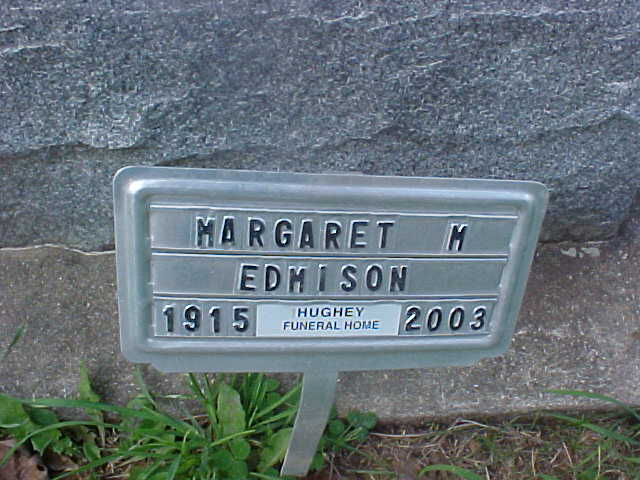 MARGARET M
EDMISON
1915 HUGHEY FUNERAL HOME 2003